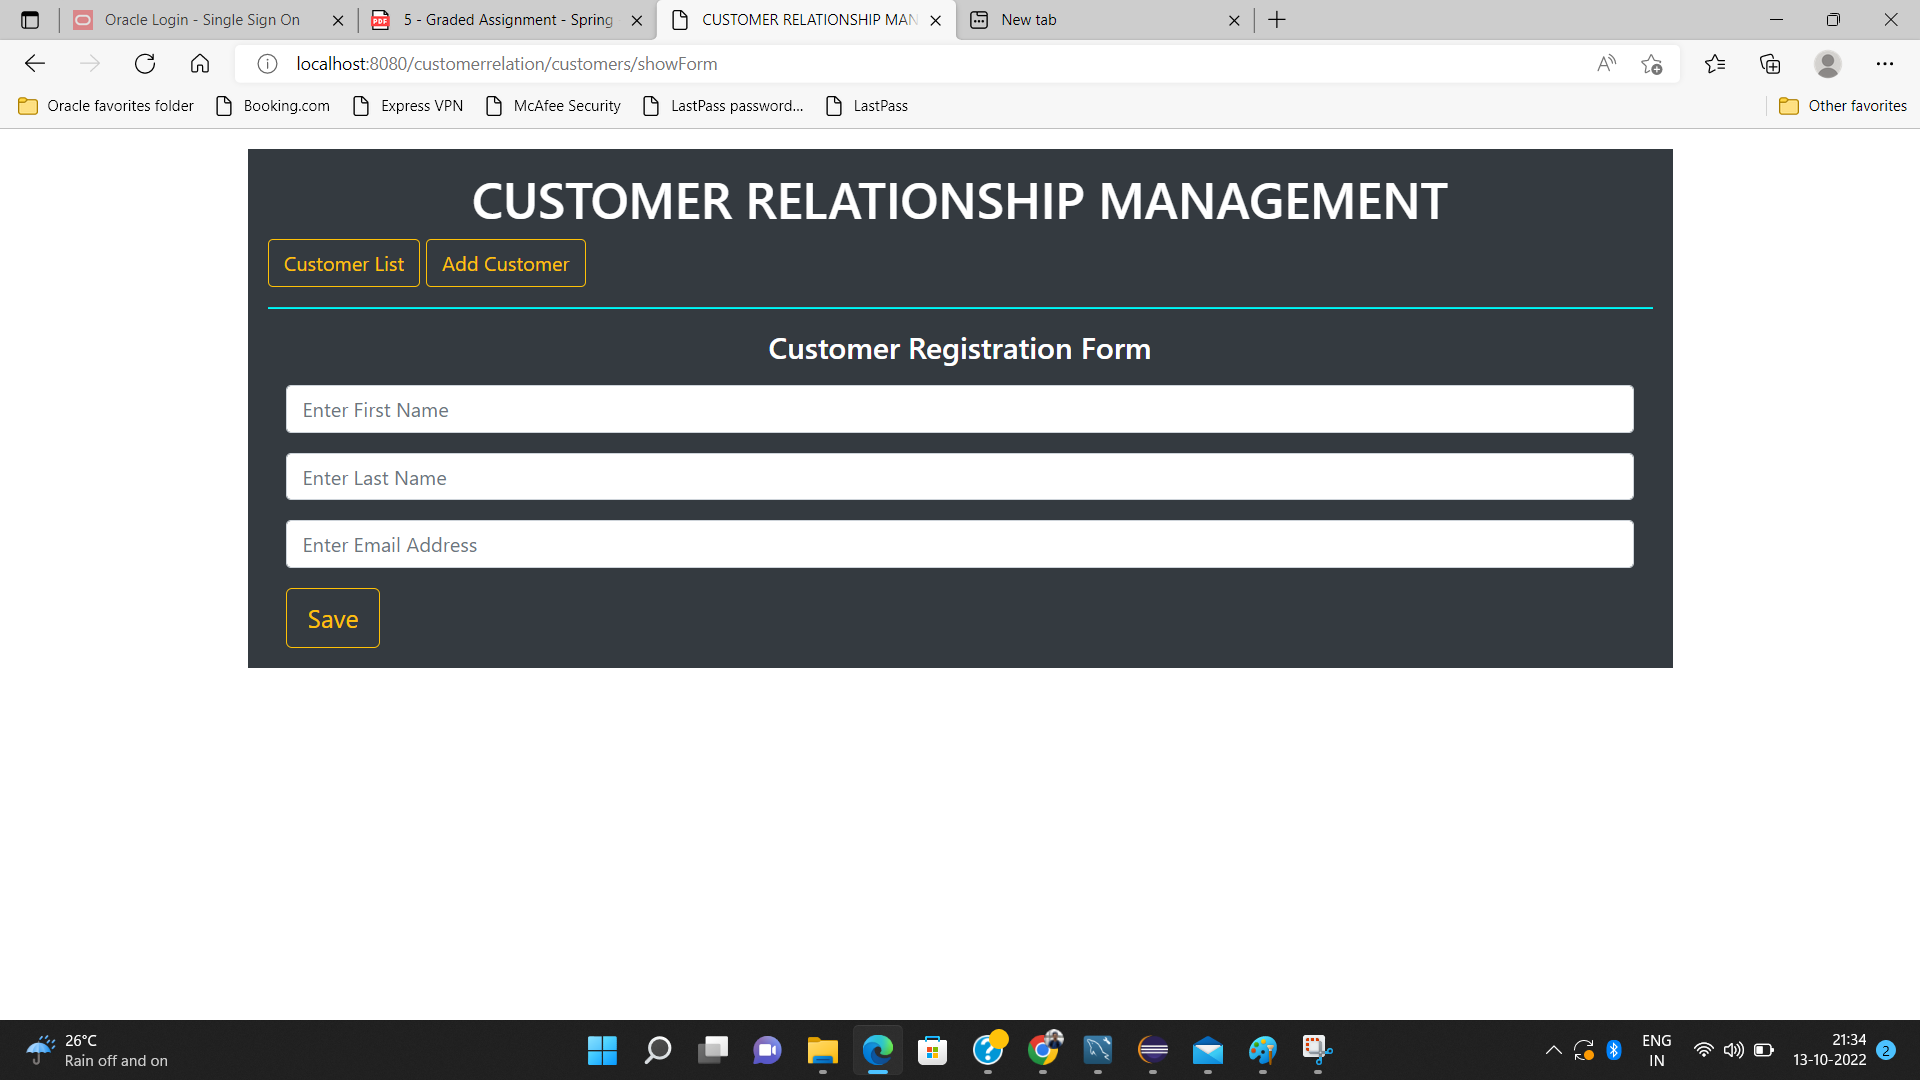 Oracle Login - Single Sign On
5 - Graded Assignment - Spring
CUSTOMER RELATIONSHIP MAN
New tab
localhost:8080/customerrelation/customers/showForm
Oracle favorites folder
Booking.com
Express VPN
McAfee Security
LastPass password...
LastPass
Other favorites
CUSTOMER RELATIONSHIP MANAGEMENT
Customer List
Add Customer
Customer Registration Form
Enter First Name
Enter Last Name
Enter Email Address
Save
26°C
Rain off and on
ENG
IN
21:34
13-10-2022
2